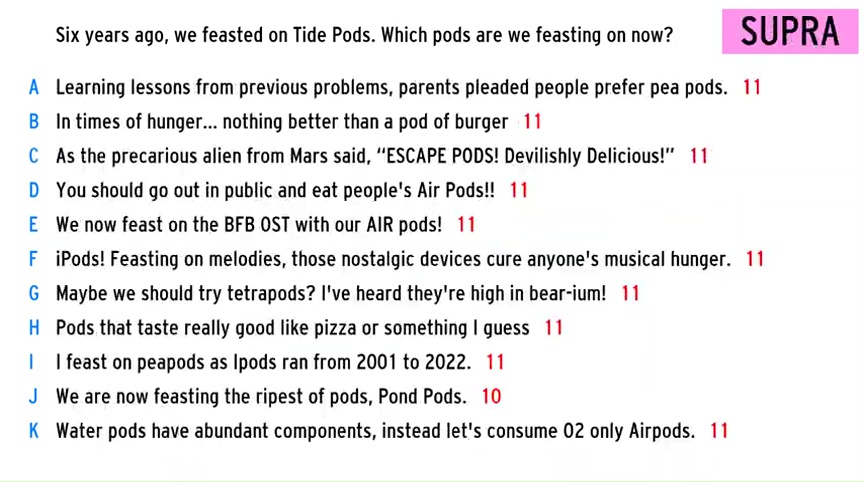 Six years ago, we feasted on Tide Pods. Which pods are we feasting on now?
SUPRA
A Learning lessons from previous problems, parents pleaded people prefer pea pods. 11
B In times of hunger... nothing better than a pod of burger 11
C As the precarious alien from Mars said, “ESCAPE PODS! Devilishly Delicious!” 11
D You should go out in public and eat people's Air Pods!! 11
E We now feast on the BFB OST with our AIR pods! 11
F iPods! Feasting on melodies, those nostalgic devices cure anyone's musical hunger. 11
G Maybe we should try tetrapods? I've heard they're high in bear-ium! 11
H Pods that taste really good like pizza or something I guess 11
I I feast on peapods as Ipods ran from 2001 to 2022. 11
J We are now feasting the ripest of pods, Pond Pods. 10
K Water pods have abundant components, instead let's consume O2 only Airpods. 11